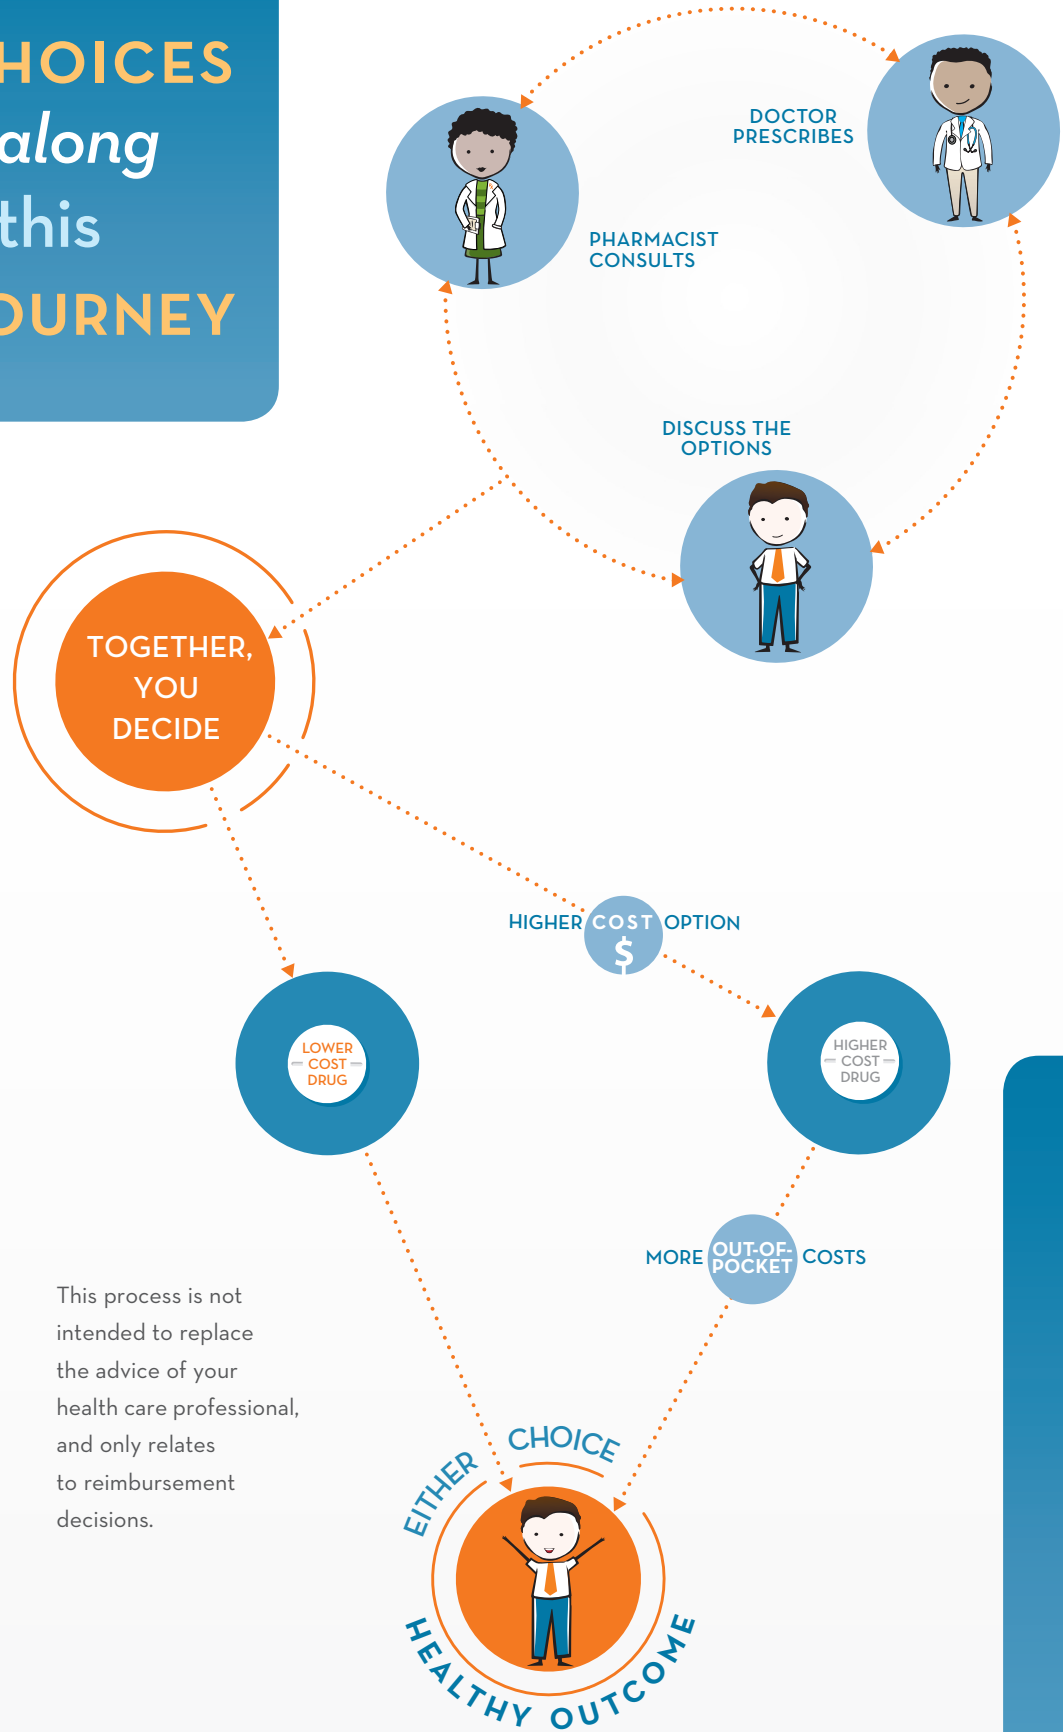 HOICES
along
this
OURNEY
DOCTOR
PRESCRIBES
PHARMACIST
CONSULTS
DISCUSS THE
OPTIONS
TOGETHER,
YOU
DECIDE
HIGHER COST OPTION
$
LOWER
COST
DRUG
HIGHER
COST
DRUG
MORE OUT-OF-POCKET COSTS
This process is not
intended to replace
the advice of your
health care professional,
and only relates
to reimbursement
decisions.
EITHER CHOICE
HEALTHY OUTCOME